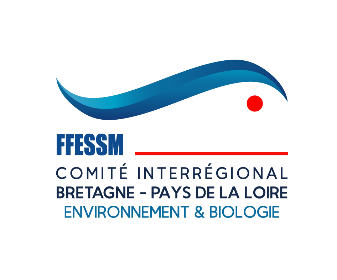 FFESSM
COMITÉ INTERRÉGIONAL
BRETAGNE - PAYS DE LA LOIRE
ENVIRONNEMENT & BIOLOGIE